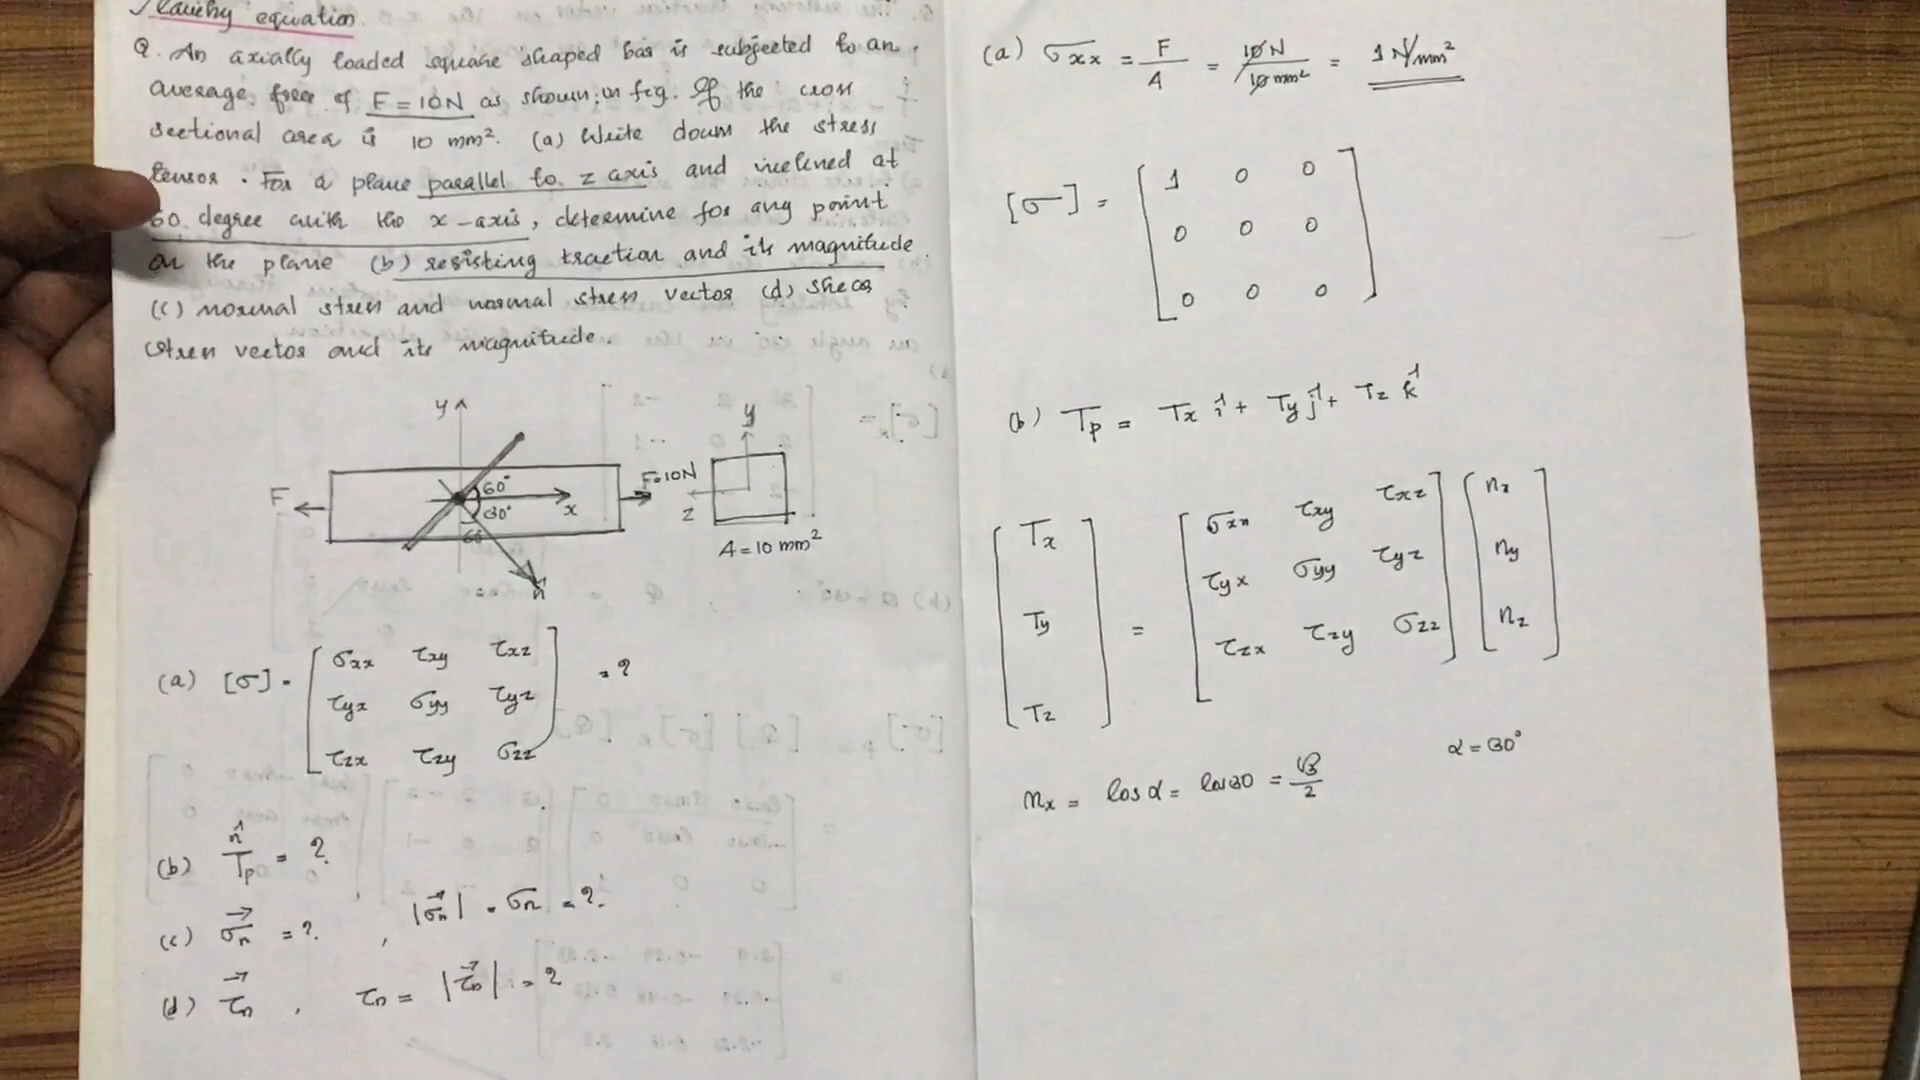 Cauchy equation.
Q. An axially loaded square shaped bar is subjected to an
average force of F = 10N as shown in fig. If the cross
sectional area is 10 mm². (a) Write down the stress
tensor. For a plane parallel to z axis and inclined at
60 degree with the x-axis, determine for any point
on the plane (b) resisting traction and its magnitude
(c) normal stress and normal stress vector (d) shear
stress vector and its magnitude.
y
y
F
60°
30°
60
x
n̂
F=10N
z
A = 10 mm²
(a) [σ] = [ σxx τxy τxz
τyx σyy τyz
τzx τzy σzz ] = ?
(b) n̂
Tp = ?
(c) σn→ = ?. , |σn→| = σn = ?.
(d) τn→ , τn = |τn→| = ?
(a) σxx = F/A = 10N/10mm² = 1 N/mm²
[σ] = [ 1 0 0
0 0 0
0 0 0 ]
(b) Tp = Tx î + Ty ĵ + Tz k̂
[ Tx
Ty
Tz ] = [ σxx τxy τxz
τyx σyy τyz
τzx τzy σzz ] [ nx
ny
nz ]
α = 30°
nx = cos α = cos 30 = √3/2